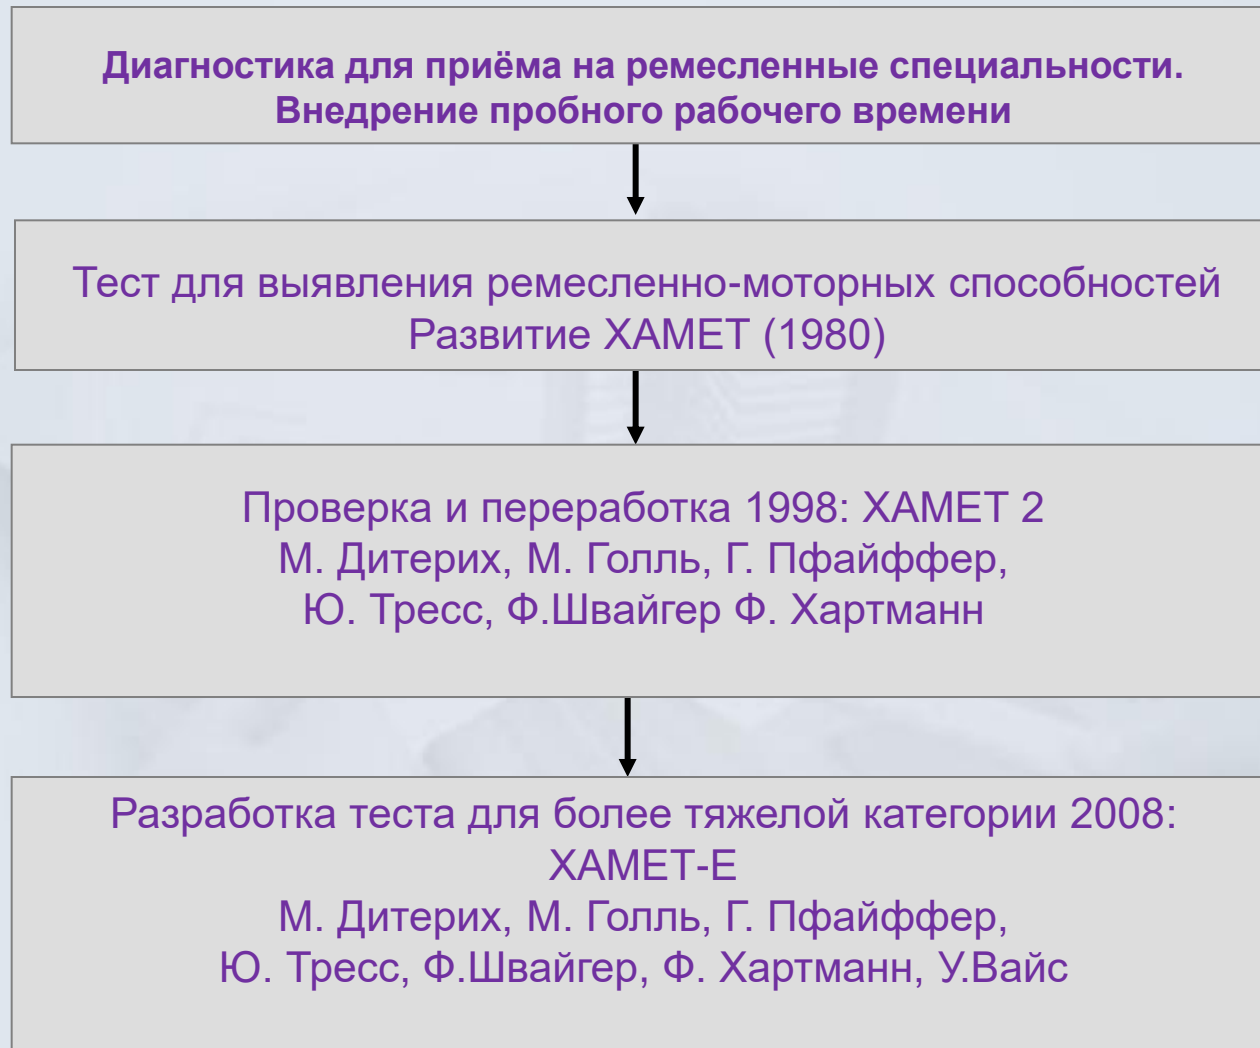 Диагностика для приёма на ремесленные специальности.
Внедрение пробного рабочего времени
Тест для выявления ремесленно-моторных способностей
Развитие ХАМЕТ (1980)
Проверка и переработка 1998: ХАМЕТ 2
М. Дитерих, М. Голль, Г. Пфайффер,
Ю. Тресс, Ф.Швайгер Ф. Хартманн
Разработка теста для более тяжелой категории 2008:
ХАМЕТ-Е
М. Дитерих, М. Голль, Г. Пфайффер,
Ю. Тресс, Ф.Швайгер, Ф. Хартманн, У.Вайс